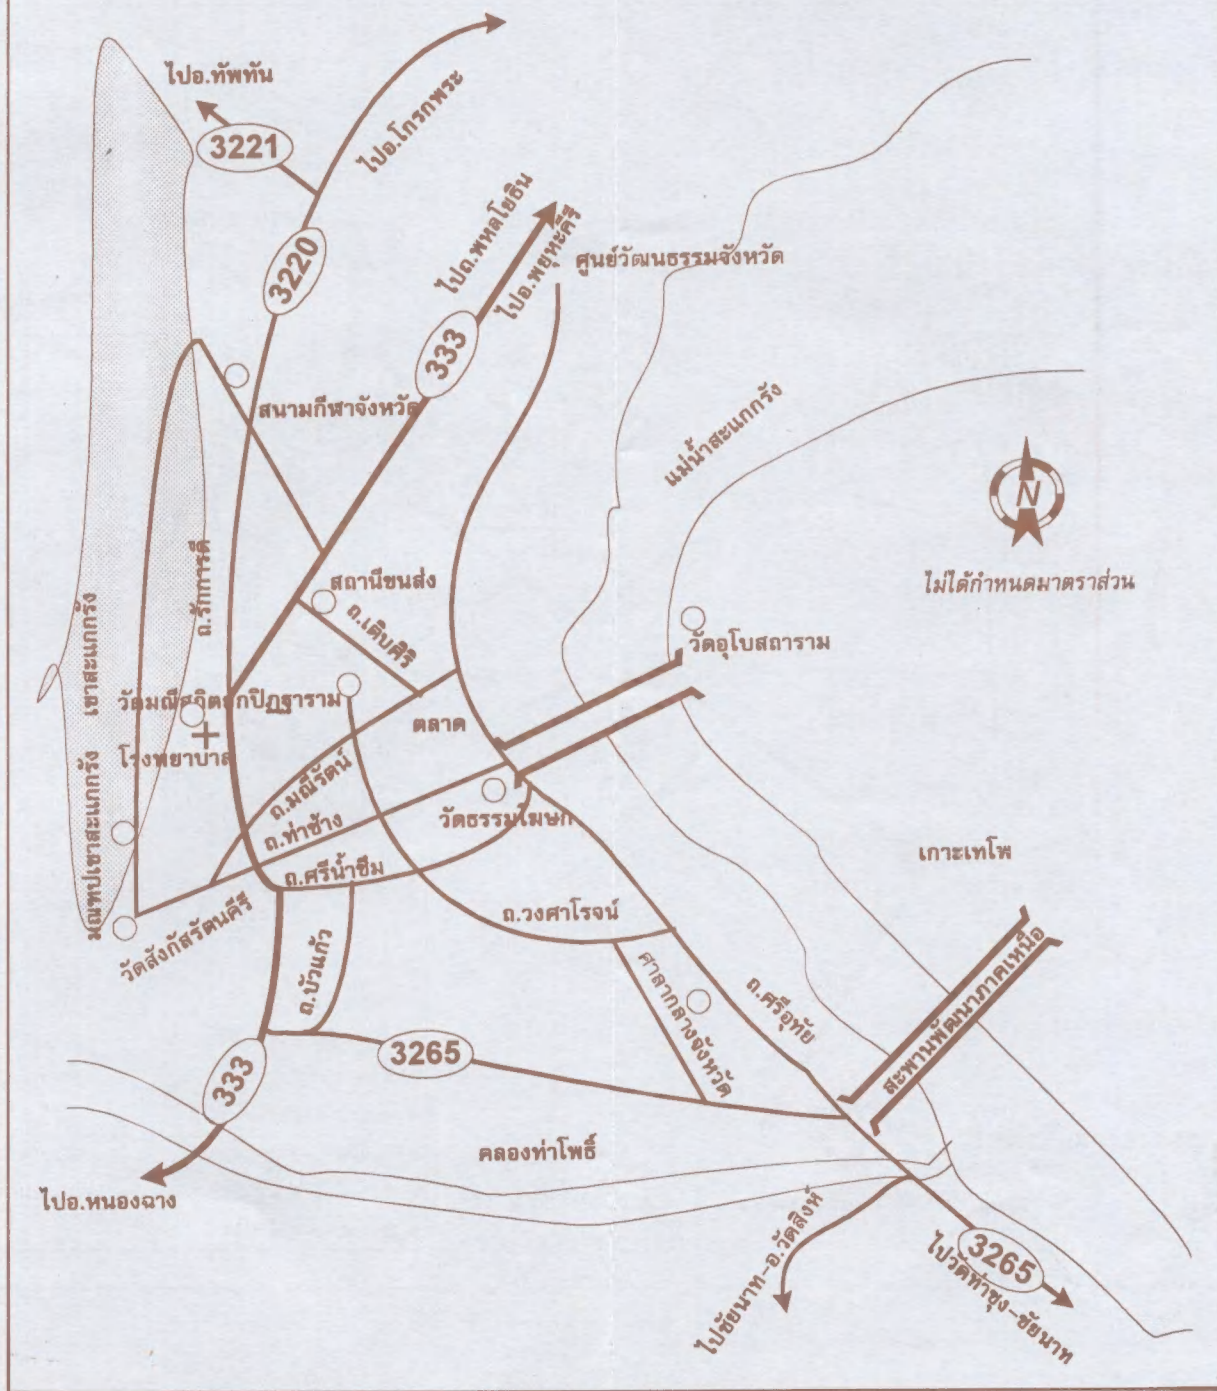 ไปอ.ทัพทัน
3221
ไปอ.โกรกพระ
3220
ไปถ.พหลโยธิน
ไปอ.พยุหะคีรี
333
ศูนย์วัฒนธรรมจังหวัด
สนามกีฬาจังหวัด
แม่น้ำสะแกกรัง
N
ไม่ได้กำหนดมาตราส่วน
ถ.รักการดี
สถานีขนส่ง
ถ.เติบศิริ
เขาสะแกกรัง
วัดอุโบสถาราม
วัดมณีสถิตยกปิฏฐาราม
ตลาด
โรงพยาบาล
ถ.มณีรัตน์
ถ.ท่าช้าง
วัดธรรมโฆษก
มณฑปเขาสะแกกรัง
เกาะเทโพ
ถ.ศรีน้ำซึม
ถ.วงศาโรจน์
วัดสังกัสรัตนคีรี
ถ.บัวแก้ว
ศาลากลางจังหวัด
ถ.ศรีอุทัย
สะพานพัฒนาภาคเหนือ
3265
333
คลองท่าโพธิ์
ไปอ.หนองฉาง
ไปชัยนาท-อ.วัดสิงห์
3265
ไปวัดท่าซุง-ชัยนาท